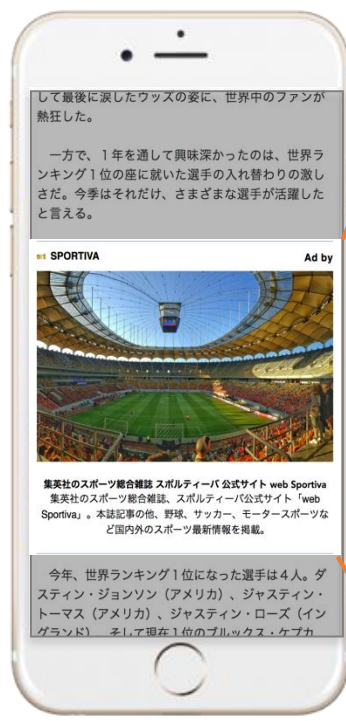 して最後に涙したウッズの姿に、世界中のファンが
熱狂した。
一方で、1年を通して興味深かったのは、世界ラ
ンキング1位の座に就いた選手の入れ替わりの激し
さだ。今季はそれだけ、さまざまな選手が活躍した
と言える。
SPORTIVA
Ad by
集英社のスポーツ総合雑誌 スポルティーバ 公式サイト web Sportiva
集英社のスポーツ総合雑誌、スポルティーバ公式サイト「web
Sportiva」。本誌記事の他、野球、サッカー、モータースポーツな
ど国内外のスポーツ最新情報を掲載。
今年、世界ランキング1位になった選手は4人。ダ
スティン・ジョンソン（アメリカ）、ジャスティン・
トーマス（アメリカ）、ジャスティン・ローズ（イン
グランド）、そして現在1位のブルックス・ケプカ